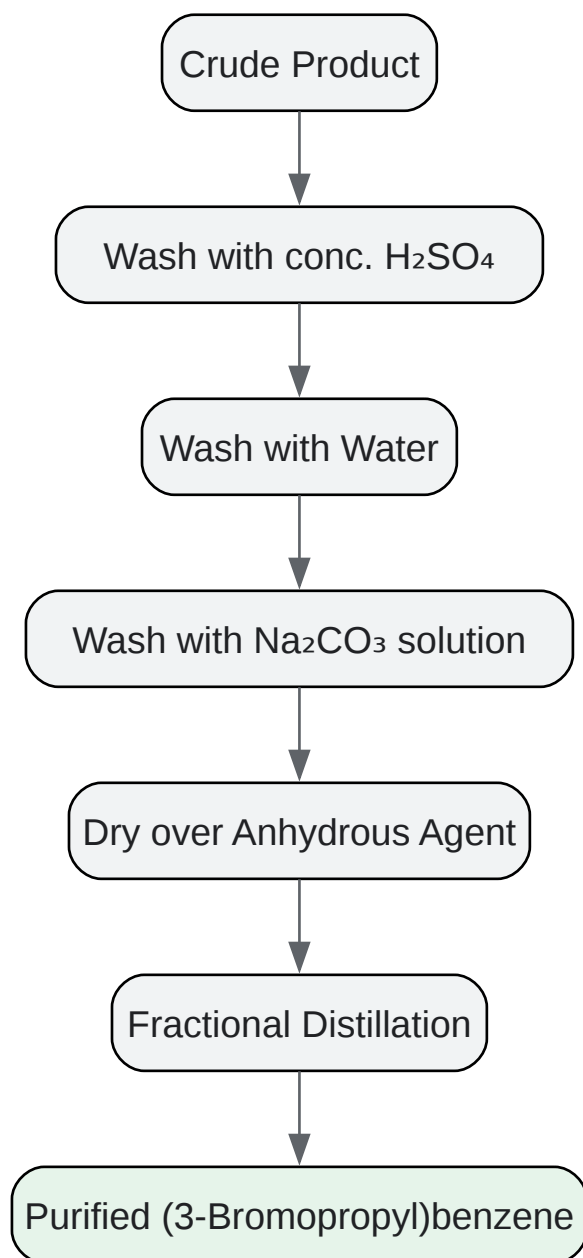 Crude Product
Wash with conc. H₂SO₄
Wash with Water
Wash with Na₂CO₃ solution
Dry over Anhydrous Agent
Fractional Distillation
Purified (3-Bromopropyl)benzene